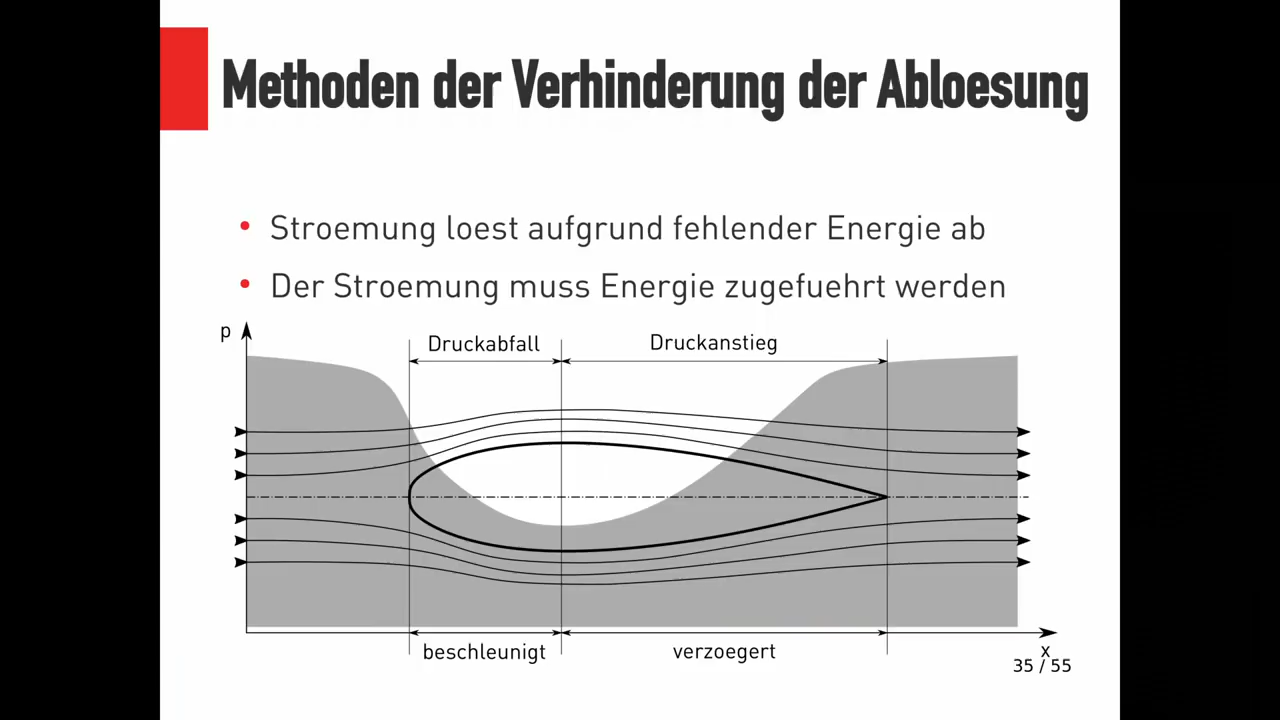 Methoden der Verhinderung der Abloesung
• Stroemung loest aufgrund fehlender Energie ab
• Der Stroemung muss Energie zugefuehrt werden
p
Druckabfall
Druckanstieg
beschleunigt
verzoegert
x
35 / 55